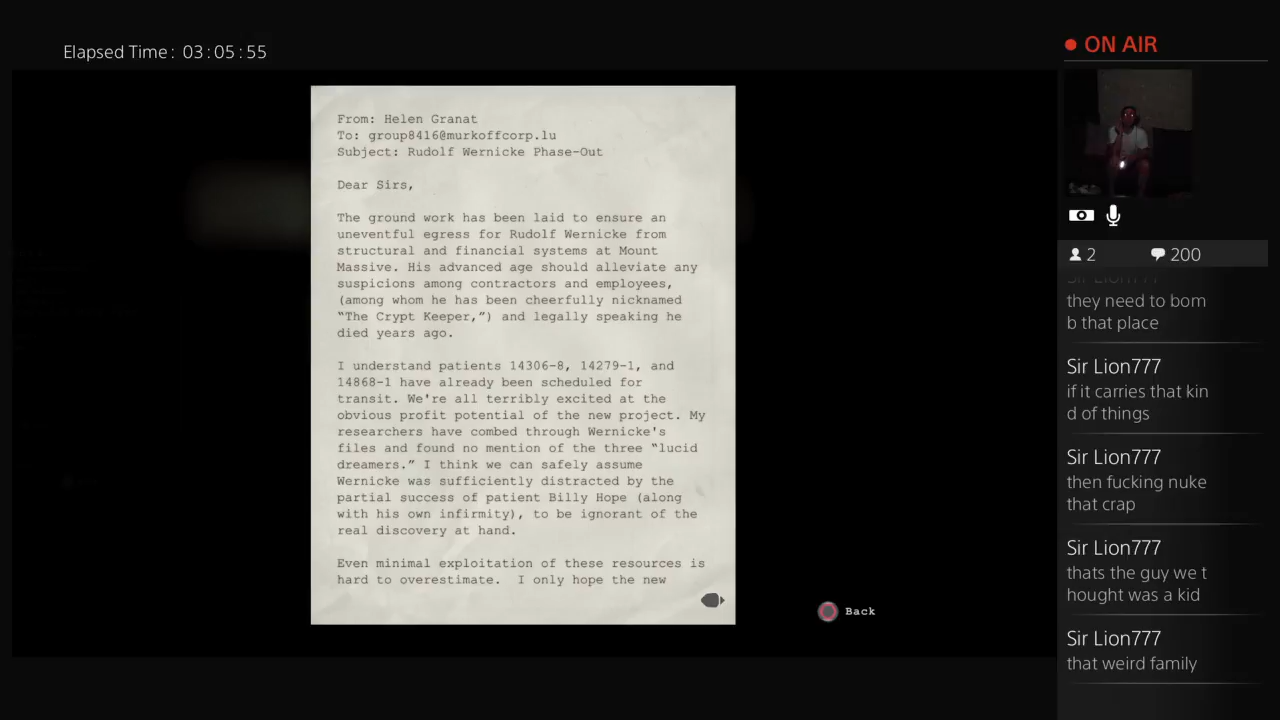 Elapsed Time: 03:05:55
From: Helen Granat
To: group8416@murkoffcorp.lu
Subject: Rudolf Wernicke Phase-Out
Dear Sirs,
The ground work has been laid to ensure an
uneventful egress for Rudolf Wernicke from
structural and financial systems at Mount
Massive. His advanced age should alleviate any
suspicions among contractors and employees,
(among whom he has been cheerfully nicknamed
“The Crypt Keeper,”) and legally speaking he
died years ago.
I understand patients 14306-8, 14279-1, and
14868-1 have already been scheduled for
transit. We're all terribly excited at the
obvious profit potential of the new project. My
researchers have combed through Wernicke's
files and found no mention of the three “lucid
dreamers.” I think we can safely assume
Wernicke was sufficiently distracted by the
partial success of patient Billy Hope (along
with his own infirmity), to be ignorant of the
real discovery at hand.
Even minimal exploitation of these resources is
hard to overestimate. I only hope the new
Back
ON AIR
2 200
Sir Lion777
they need to bom
b that place
Sir Lion777
if it carries that kin
d of things
Sir Lion777
then fucking nuke
that crap
Sir Lion777
thats the guy we t
hought was a kid
Sir Lion777
that weird family